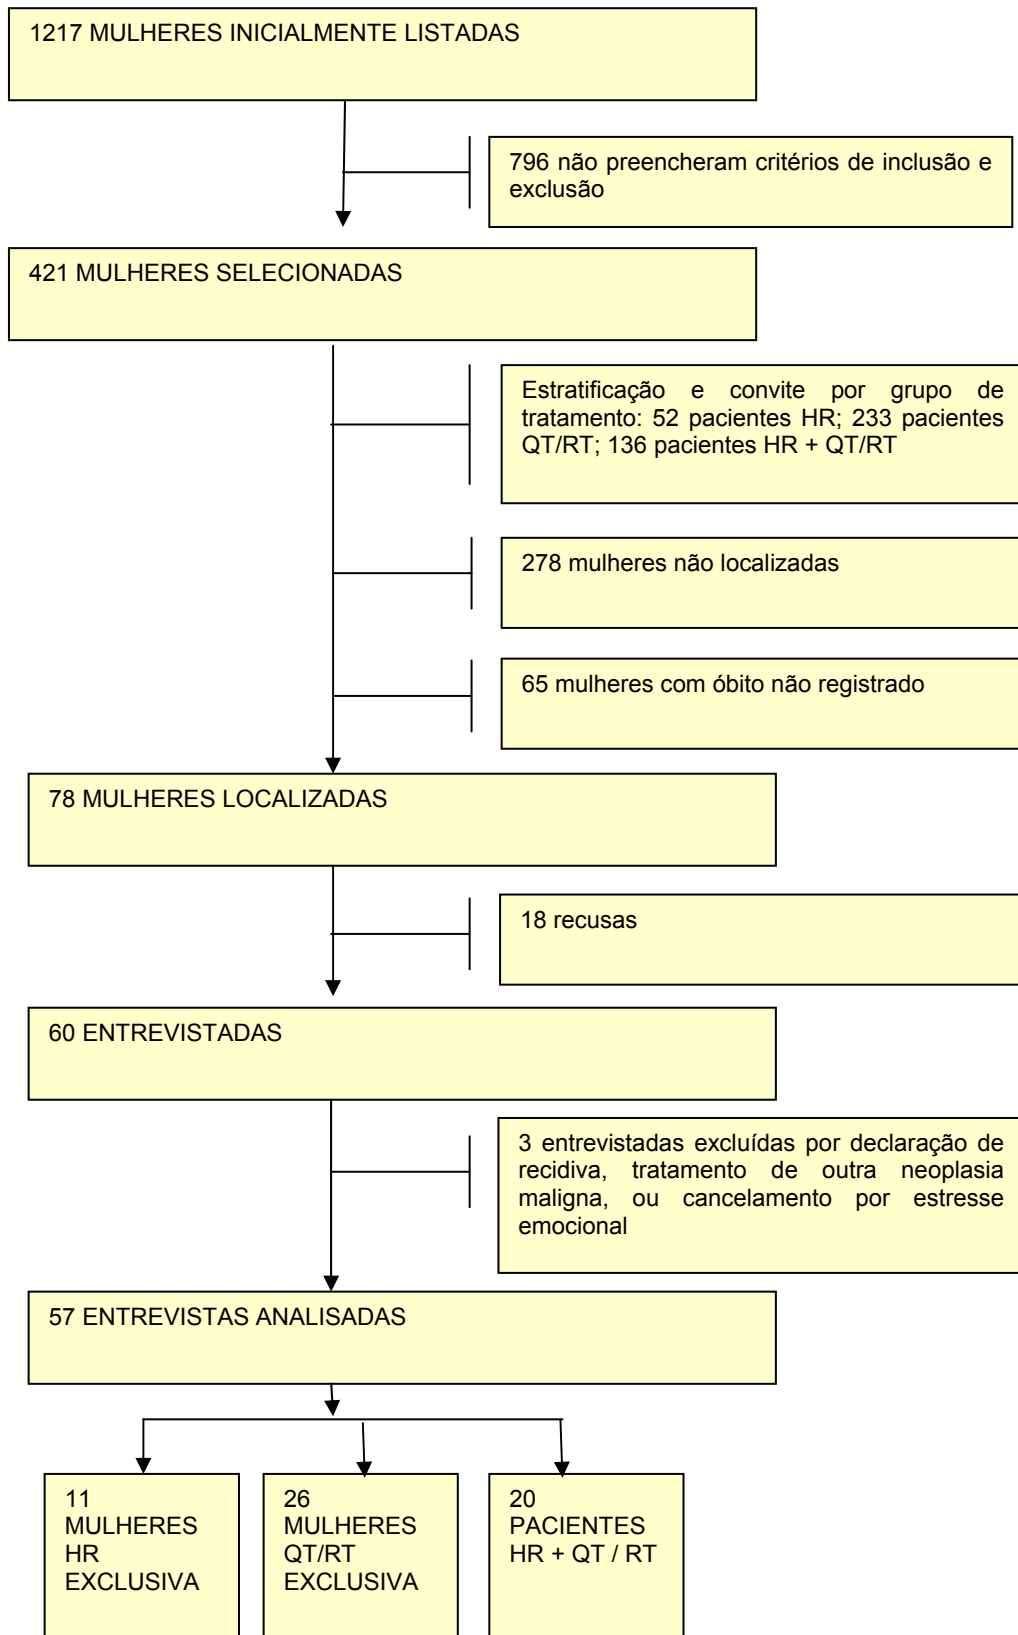 1217 MULHERES INICIALMENTE LISTADAS
796 não preencheram critérios de inclusão e
exclusão
421 MULHERES SELECIONADAS
Estratificação e convite por grupo de
tratamento: 52 pacientes HR; 233 pacientes
QT/RT; 136 pacientes HR + QT/RT
278 mulheres não localizadas
65 mulheres com óbito não registrado
78 MULHERES LOCALIZADAS
18 recusas
60 ENTREVISTADAS
3 entrevistadas excluídas por declaração de
recidiva, tratamento de outra neoplasia
maligna, ou cancelamento por estresse
emocional
57 ENTREVISTAS ANALISADAS
11
MULHERES
HR
EXCLUSIVA
26
MULHERES
QT/RT
EXCLUSIVA
20
PACIENTES
HR + QT / RT